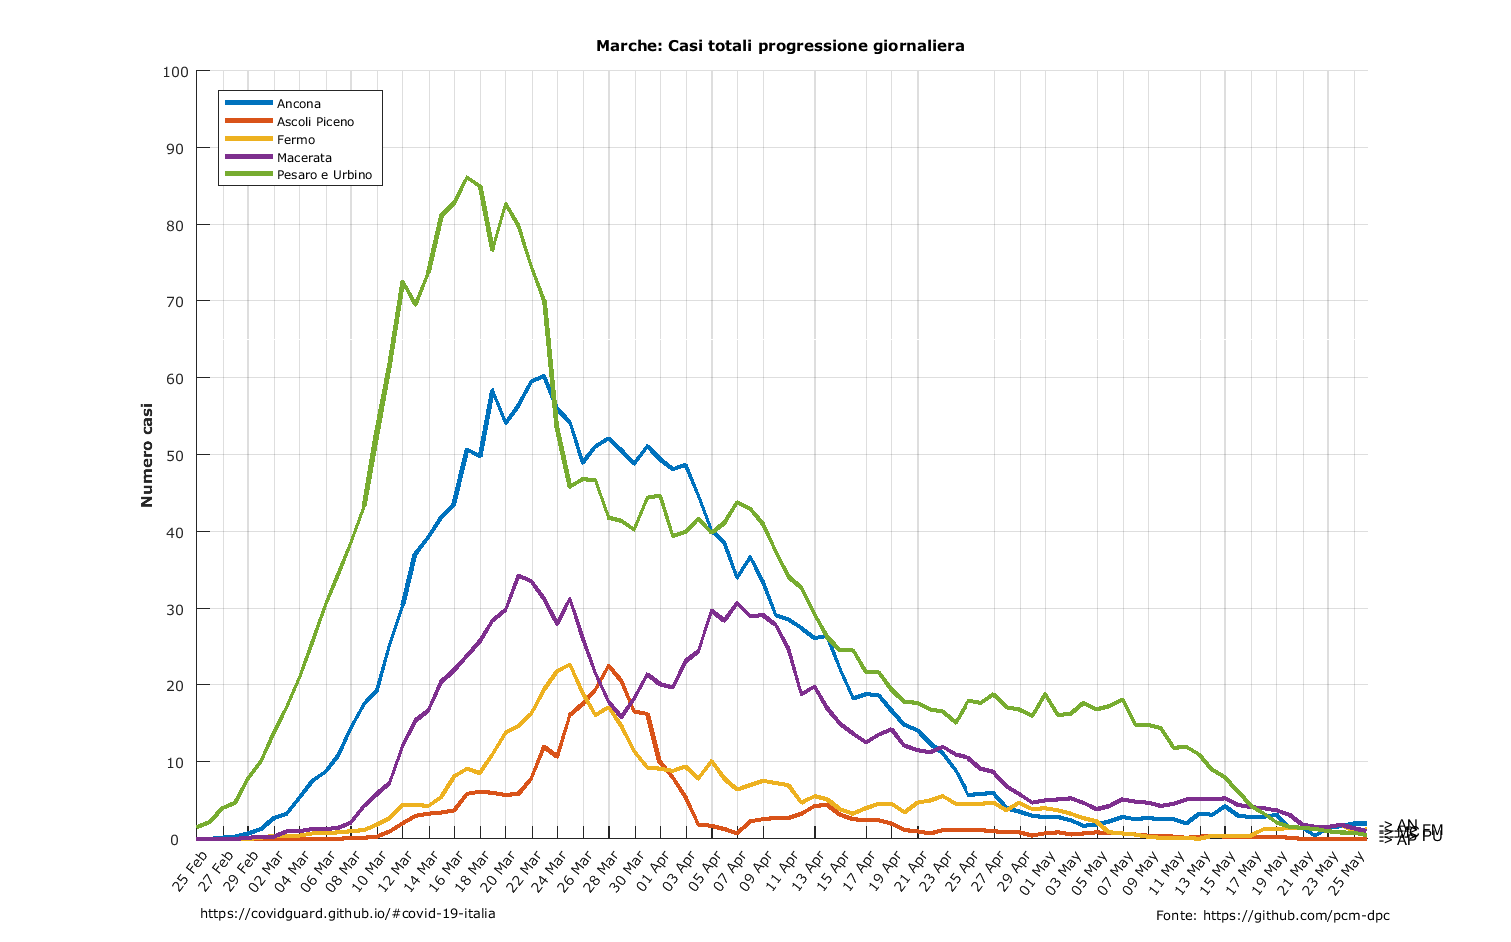 Marche: Casi totali progressione giornaliera
100
90
80
70
60
50
40
30
20
10
0
Numero casi
Ancona
Ascoli Piceno
Fermo
Macerata
Pesaro e Urbino
25 Feb
27 Feb
29 Feb
02 Mar
04 Mar
06 Mar
08 Mar
10 Mar
12 Mar
14 Mar
16 Mar
18 Mar
20 Mar
22 Mar
24 Mar
26 Mar
28 Mar
30 Mar
01 Apr
03 Apr
05 Apr
07 Apr
09 Apr
11 Apr
13 Apr
15 Apr
17 Apr
19 Apr
21 Apr
23 Apr
25 Apr
27 Apr
29 Apr
01 May
03 May
05 May
07 May
09 May
11 May
13 May
15 May
17 May
19 May
21 May
23 May
25 May
-> AN
FM
PU
-> AP
https://covidguard.github.io/#covid-19-italia
Fonte: https://github.com/pcm-dpc